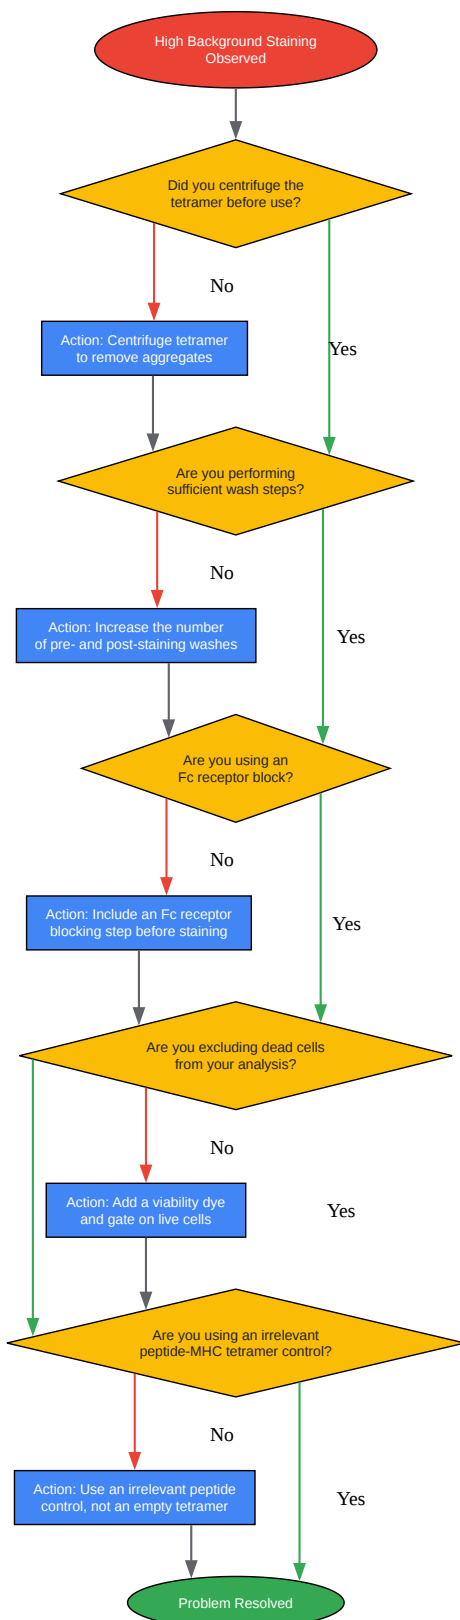 High Background Staining
Observed
Did you centrifuge the
tetramer before use?
No
Yes
Action: Centrifuge tetramer
to remove aggregates
Are you performing
sufficient wash steps?
No
Yes
Action: Increase the number
of pre- and post-staining washes
Are you using an
Fc receptor block?
No
Yes
Action: Include an Fc receptor
blocking step before staining
Are you excluding dead cells
from your analysis?
No
Yes
Action: Add a viability dye
and gate on live cells
Are you using an irrelevant
peptide-MHC tetramer control?
No
Yes
Action: Use an irrelevant peptide
control, not an empty tetramer
Problem Resolved